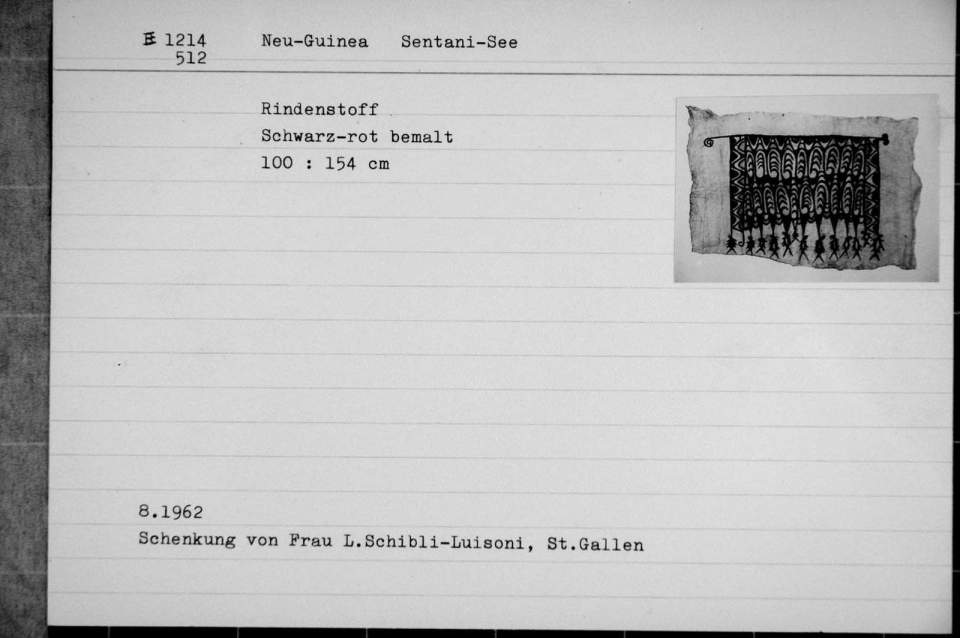 E 1214 Neu-Guinea Sentani-See
512
Rindenstoff
Schwarz-rot bemalt
100 : 154 cm
8.1962
Schenkung von Frau L.Schibli-Luisoni, St.Gallen